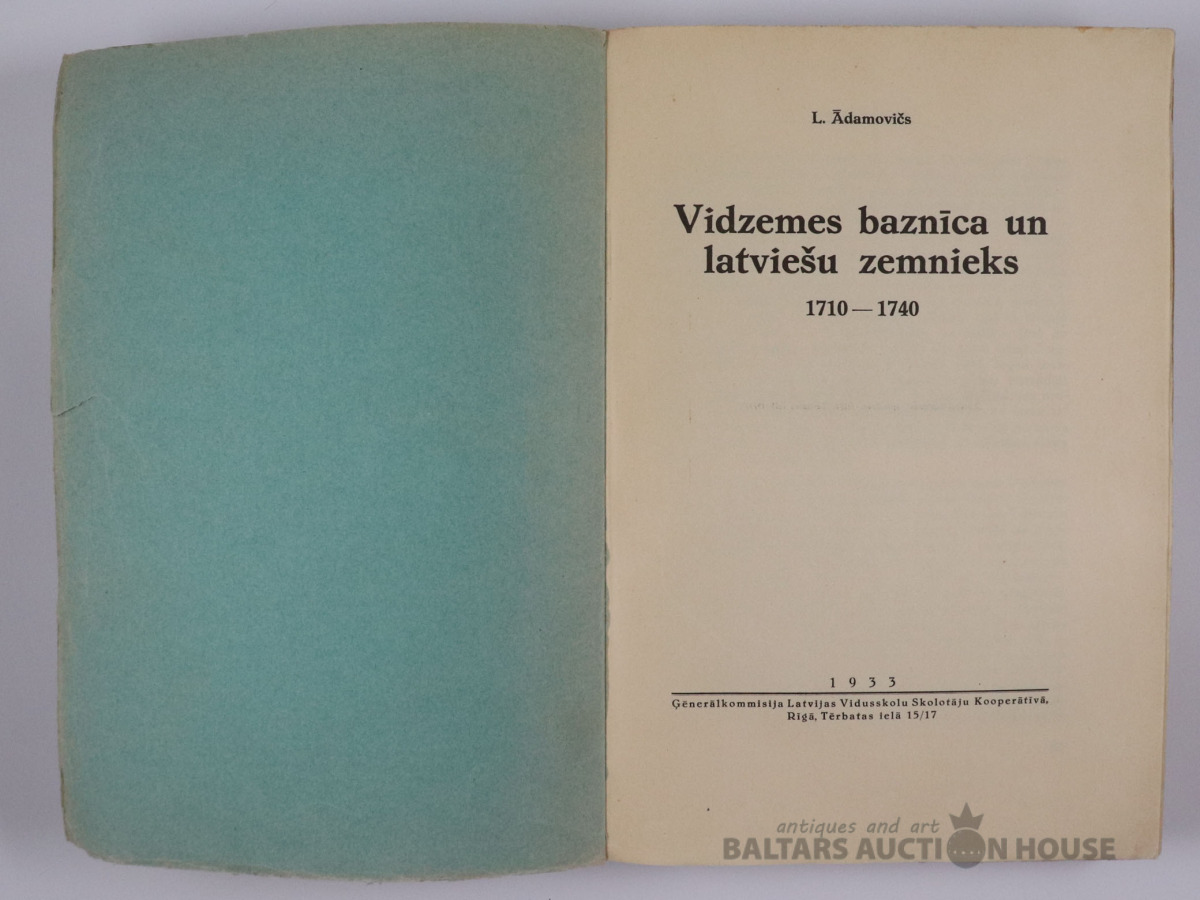 L. Ādamovičs
Vidzemes baznīca un
latviešu zemnieks
1710 — 1740
1 9 3 3
Ģēnerālkommisija Latvijas Vidusskolu Skolotāju Kooperātīvā,
Rīgā, Tērbatas ielā 15/17
antiques and art
BALTARS AUCTION HOUSE